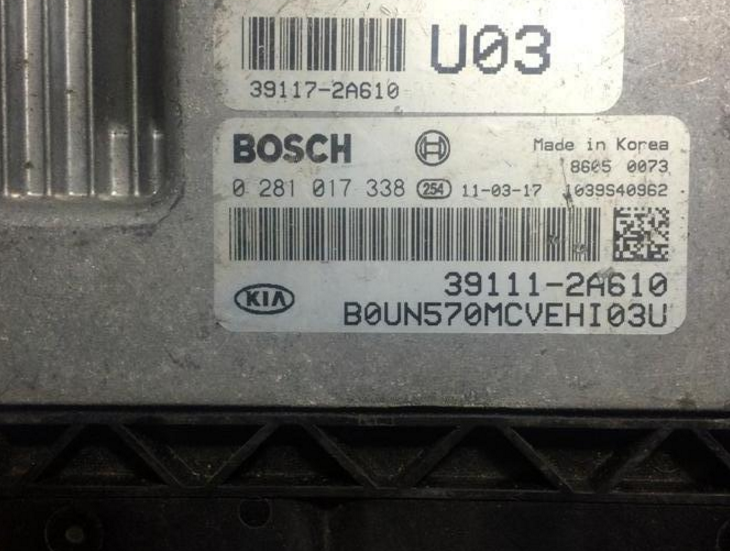 U03
39117-2A610
BOSCH
Made in Korea
8605 0073
0 281 017 338 254 11-03-17 1039S40962
39111-2A610
KIA
B0UN570MCVEHI03U